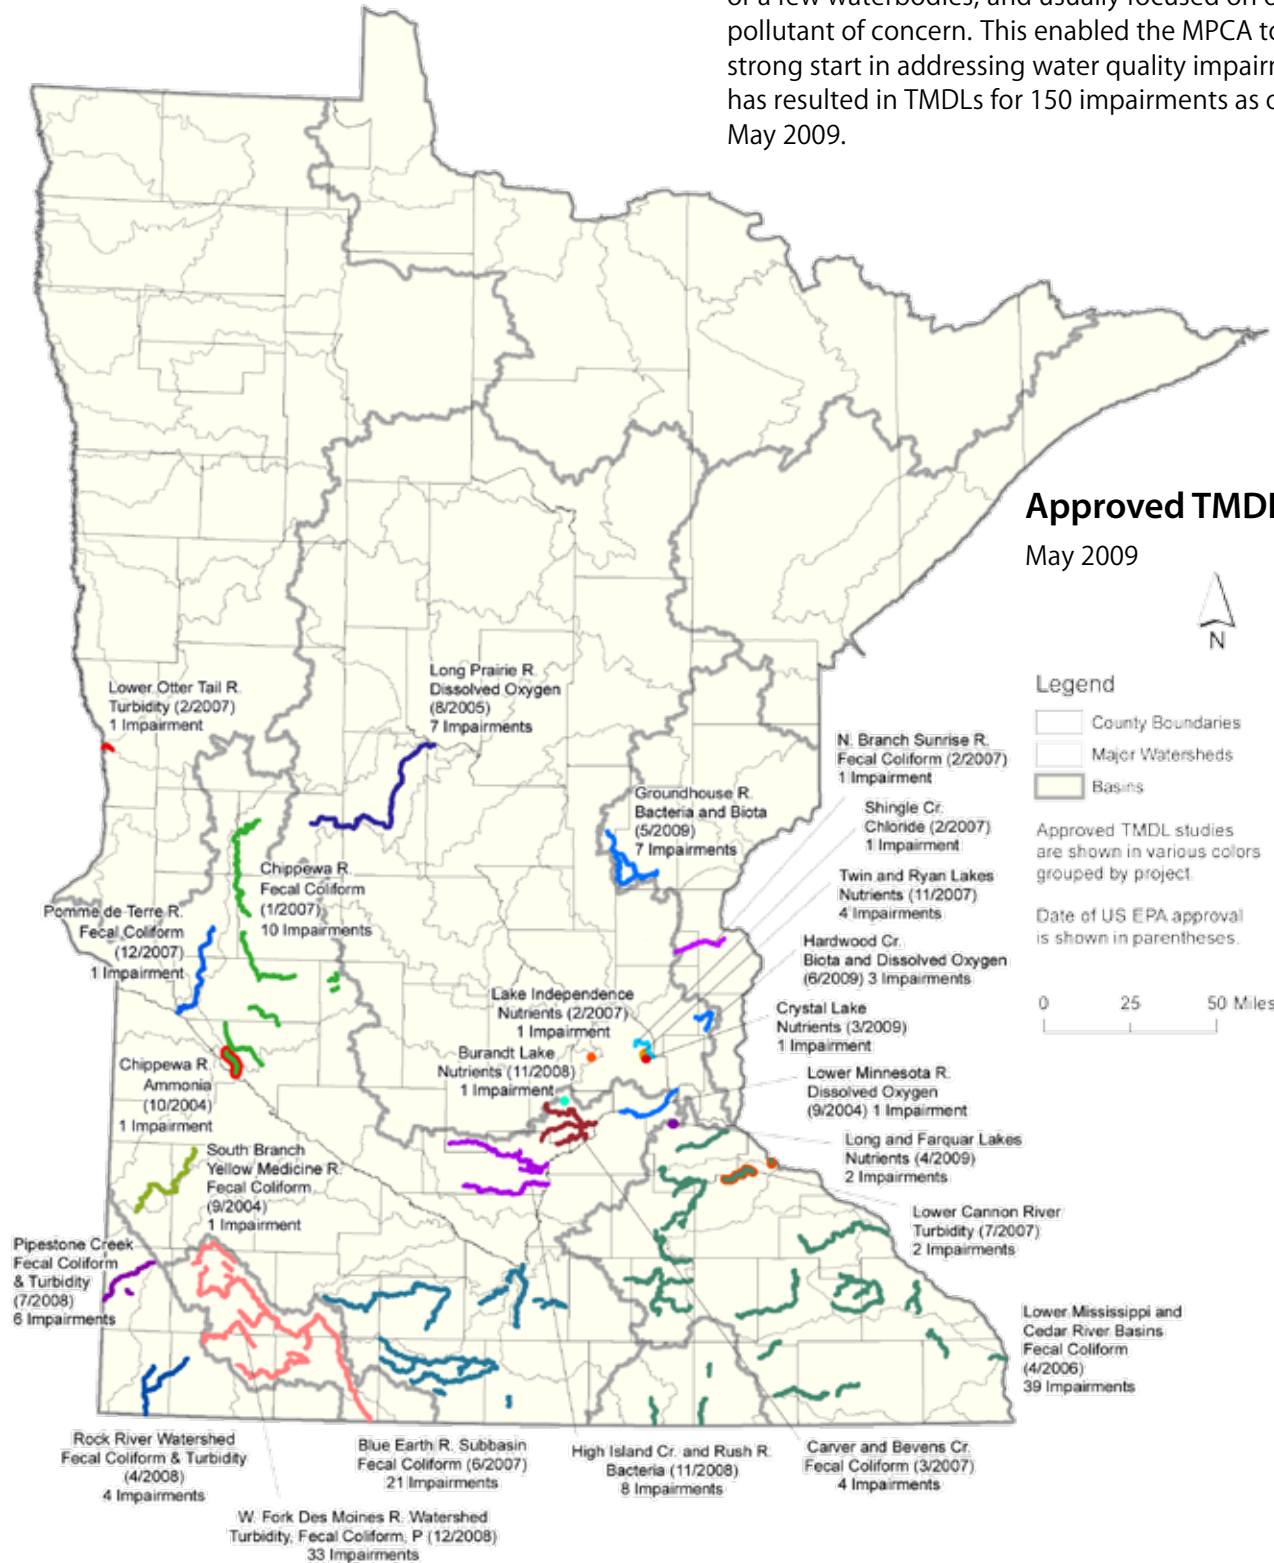 of a few waterbodies, and usually focused on
pollutant of concern. This enabled the MPCA to
strong start in addressing water quality
has resulted in TMDLs for 150 impairments as
May 2009.
Approved
May 2009
N
Legend
County Boundaries
Major Watersheds
Basins
Approved TMDL studies
are shown in various colors
grouped by project.
Date of US EPA approval
is shown in parentheses.
0 25 50 Miles
Lower Otter Tail R.
Turbidity (2/2007)
1 Impairment
Long Prairie R.
Dissolved Oxygen
(8/2005)
7 Impairments
N. Branch Sunrise R.
Fecal Coliform (2/2007)
1 Impairment
Groundhouse R.
Bacteria and Biota
(5/2009)
7 Impairments
Shingle Cr.
Chloride (2/2007)
1 Impairment
Chippewa R.
Fecal Coliform
(1/2007)
10 Impairments
Twin and Ryan Lakes
Nutrients (11/2007)
4 Impairments
Pomme de Terre R.
Fecal Coliform
(12/2007)
1 Impairment
Hardwood Cr.
Biota and Dissolved Oxygen
(6/2009) 3 Impairments
Lake Independence
Nutrients (2/2007)
1 Impairment
Crystal Lake
Nutrients (3/2009)
1 Impairment
Burandt Lake
Nutrients (11/2008)
1 Impairment
Chippewa R.
Ammonia
(10/2004)
1 Impairment
Lower Minnesota R.
Dissolved Oxygen
(9/2004) 1 Impairment
Long and Farquar Lakes
Nutrients (4/2009)
2 Impairments
South Branch
Yellow Medicine R.
Fecal Coliform
(9/2004)
1 Impairment
Lower Cannon River
Turbidity (7/2007)
2 Impairments
Pipestone Creek
Fecal Coliform
& Turbidity
(7/2008)
6 Impairments
Lower Mississippi and
Cedar River Basins
Fecal Coliform
(4/2006)
39 Impairments
Rock River Watershed
Fecal Coliform & Turbidity
(4/2008)
4 Impairments
Blue Earth R. Subbasin
Fecal Coliform (6/2007)
21 Impairments
High Island Cr. and Rush R.
Bacteria (11/2008)
8 Impairments
Carver and Bevens Cr.
Fecal Coliform (3/2007)
4 Impairments
W. Fork Des Moines R. Watershed
Turbidity, Fecal Coliform, P (12/2008)
33 Impairments